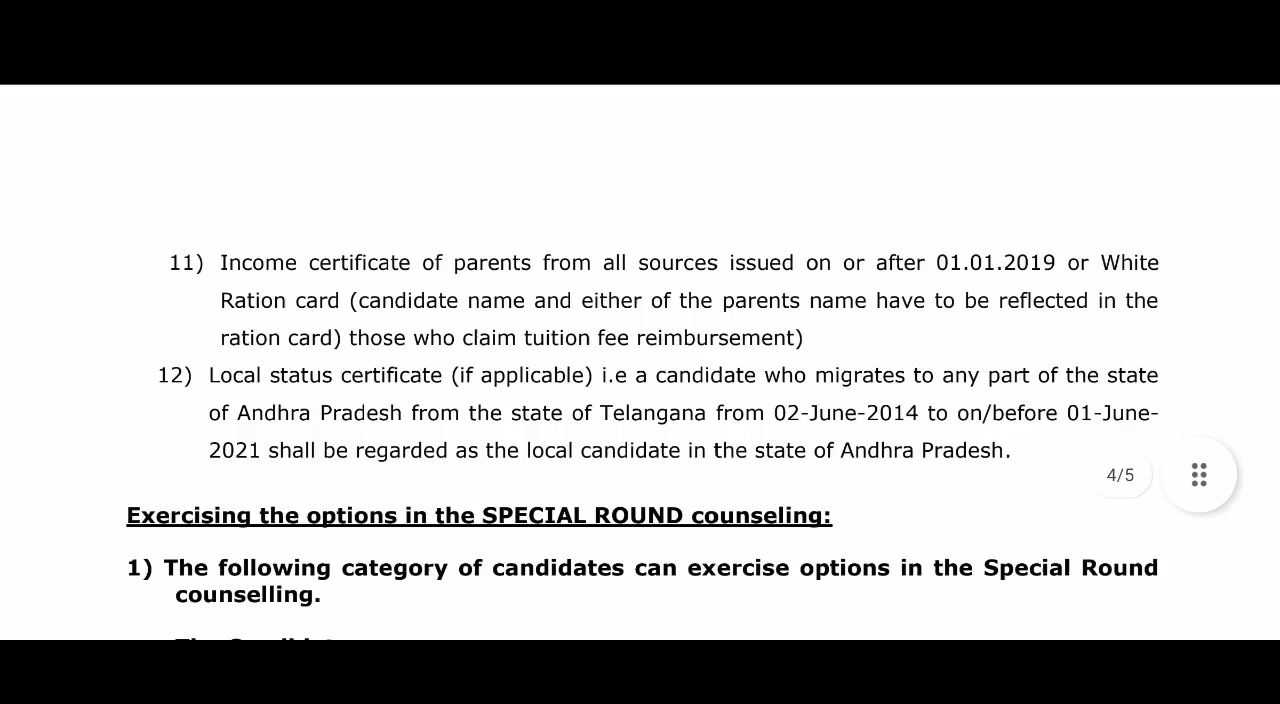 11) Income certificate of parents from all sources issued on or after 01.01.2019 or White
Ration card (candidate name and either of the parents name have to be reflected in the
ration card) those who claim tuition fee reimbursement)
12) Local status certificate (if applicable) i.e a candidate who migrates to any part of the state
of Andhra Pradesh from the state of Telangana from 02-June-2014 to on/before 01-June-
2021 shall be regarded as the local candidate in the state of Andhra Pradesh.
4/5
Exercising the options in the SPECIAL ROUND counseling:
1) The following category of candidates can exercise options in the Special Round
counselling.